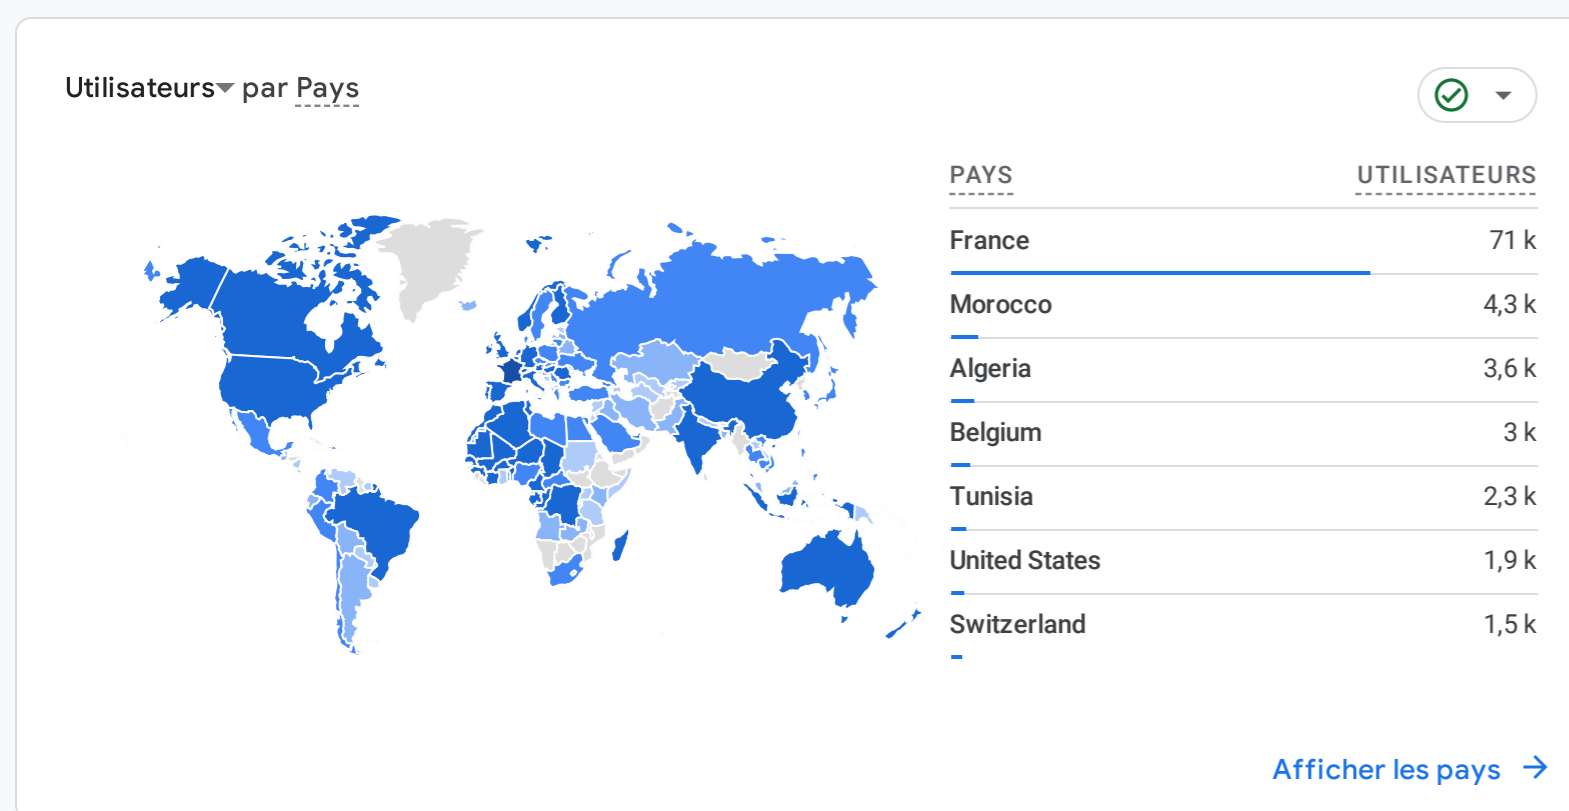 Utilisateurs par Pays
PAYS UTILISATEURS
France 71 k
Morocco 4,3 k
Algeria 3,6 k
Belgium 3 k
Tunisia 2,3 k
United States 1,9 k
Switzerland 1,5 k
Afficher les pays